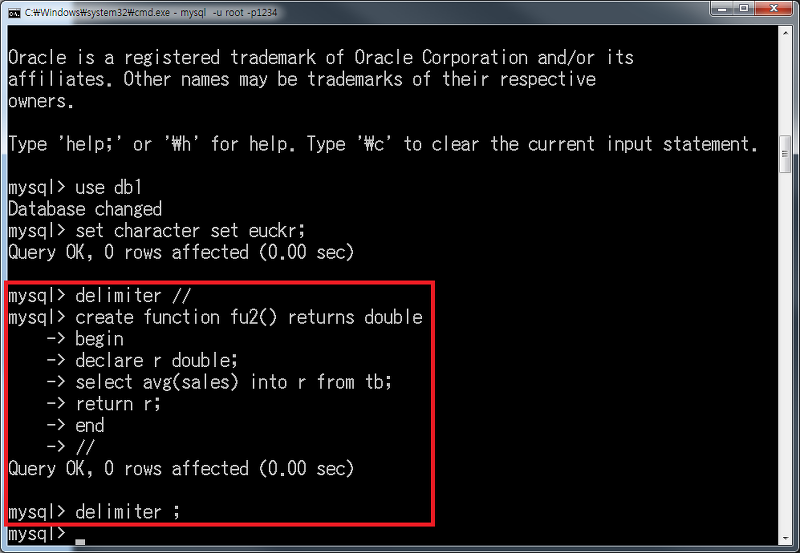 C:₩Windows₩system32₩cmd.exe - mysql  -u root -p1234
Oracle is a registered trademark of Oracle Corporation and/or its
affiliates. Other names may be trademarks of their respective
owners.
Type 'help;' or '₩h' for help. Type '₩c' to clear the current input statement.
mysql> use db1
Database changed
mysql> set character set euckr;
Query OK, 0 rows affected (0.00 sec)
mysql> delimiter //
mysql> create function fu2() returns double
    -> begin
    -> declare r double;
    -> select avg(sales) into r from tb;
    -> return r;
    -> end
    -> //
Query OK, 0 rows affected (0.00 sec)
mysql> delimiter ;
mysql> _